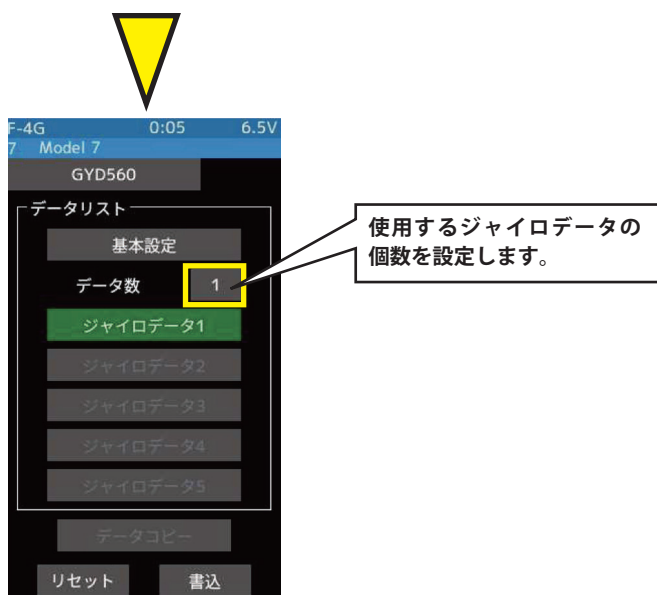 F-4G 0:05 6.5V
7 Model 7
GYD560
データリスト
基本設定
データ数 1
ジャイロデータ1
ジャイロデータ2
ジャイロデータ3
ジャイロデータ4
ジャイロデータ5
データコピー
リセット 書込
使用するジャイロデータの
個数を設定します。